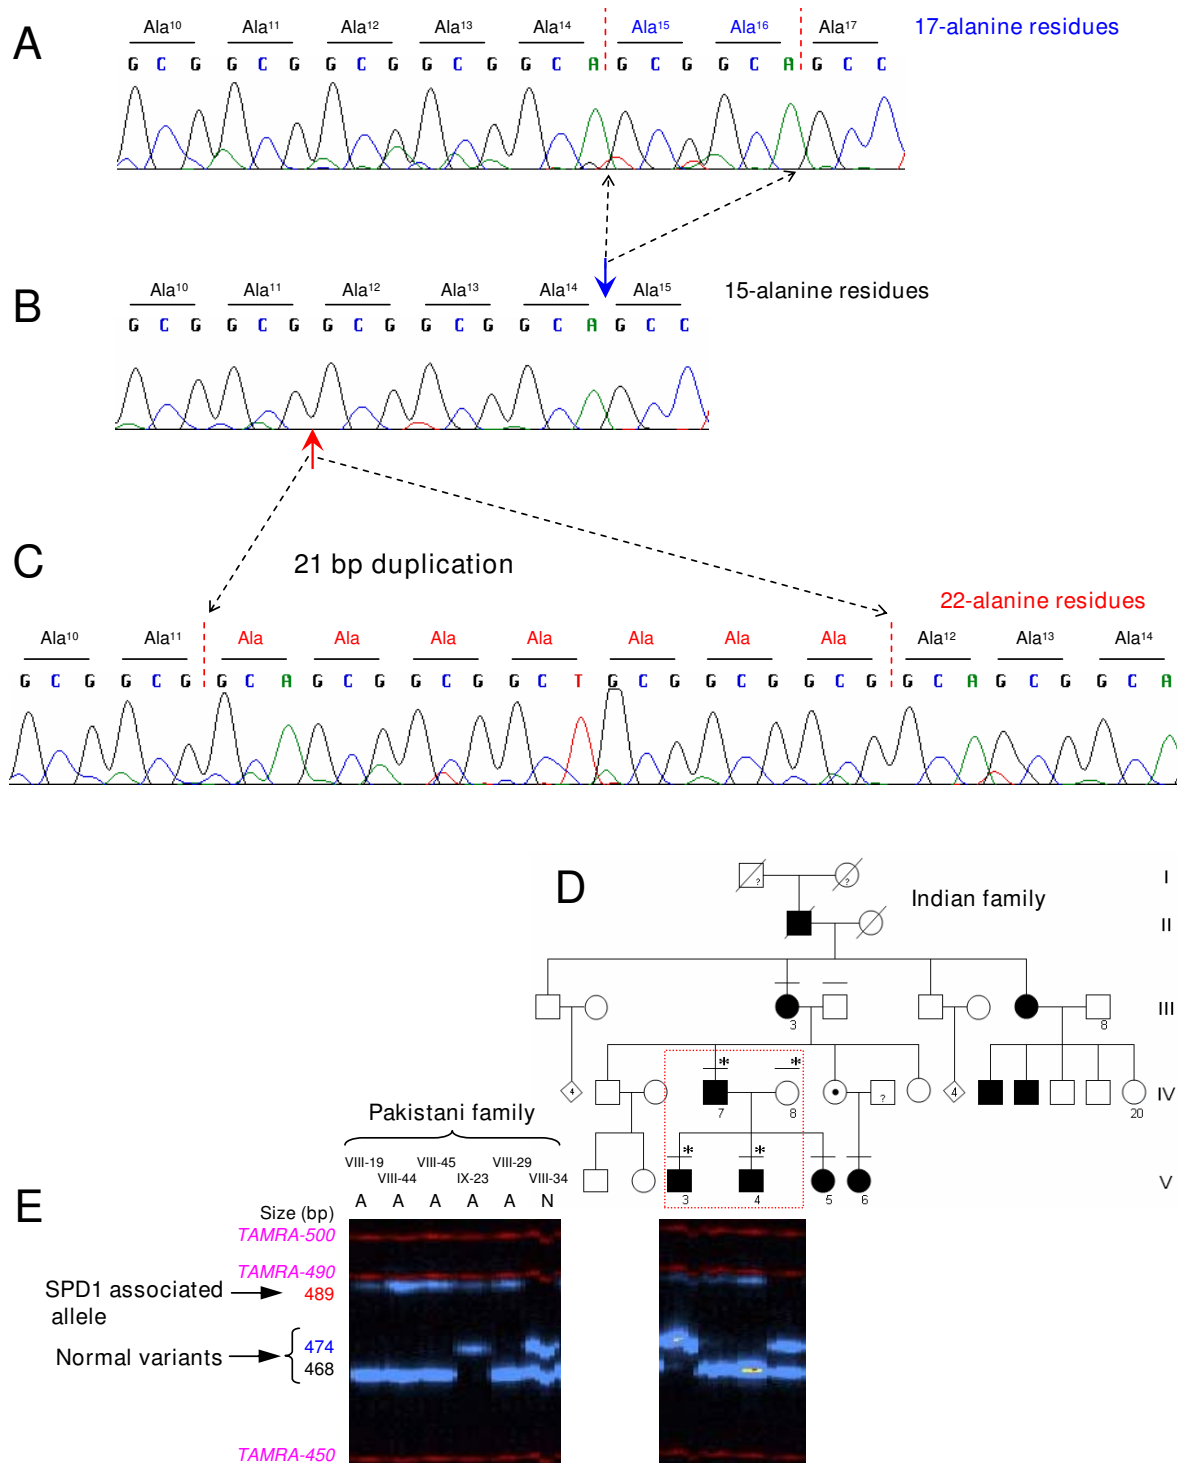 A
Ala10 Ala11 Ala12 Ala13 Ala14 Ala15 Ala16 Ala17 17-alanine residues
G C G G C G G C G G C G G C A G C G G C A G C C
B
Ala10 Ala11 Ala12 Ala13 Ala14 Ala15 15-alanine residues
G C G G C G G C G G C G G C A G C C
C
21 bp duplication
22-alanine residues
Ala10 Ala11 Ala Ala Ala Ala Ala Ala Ala Ala12 Ala13 Ala14
G C G G C G G C A G C G G C G G C T G C G G C G G C G G C A G C G G C A
D
Indian family
? ? I
II
3 8 III
4 * * 4
7 8 ? 20 IV
* *
3 4 5 6 V
Pakistani family
VIII-19 VIII-45 VIII-29
VIII-44 IX-23 VIII-34
A A A A A N
E
Size (bp)
TAMRA-500
TAMRA-490
SPD1 associated
allele
489
Normal variants
474
468
TAMRA-450